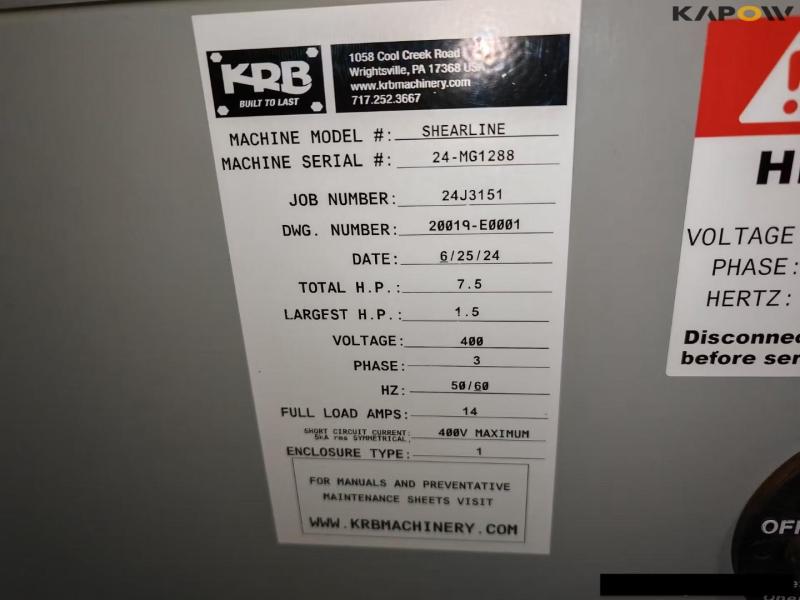 KAPOW
KRB
BUILT TO LAST
1058 Cool Creek Road
Wrightsville, PA 17368 USA
www.krbmachinery.com
717.252.3667
MACHINE MODEL #: SHEARLINE
MACHINE SERIAL #: 24-MG1288
JOB NUMBER: 24J3151
DWG. NUMBER: 20019-E0001
DATE: 6/25/24
TOTAL H.P.: 7.5
LARGEST H.P.: 1.5
VOLTAGE: 400
PHASE: 3
HZ: 50/60
FULL LOAD AMPS: 14
SHORT CIRCUIT CURRENT: 400V MAXIMUM
5kA rms SYMMETRICAL:
ENCLOSURE TYPE: 1
FOR MANUALS AND PREVENTATIVE
MAINTENANCE SHEETS VISIT
WWW.KRBMACHINERY.COM
VOLTAGE
PHASE:
HERTZ:
Disconnec
before ser
OFF